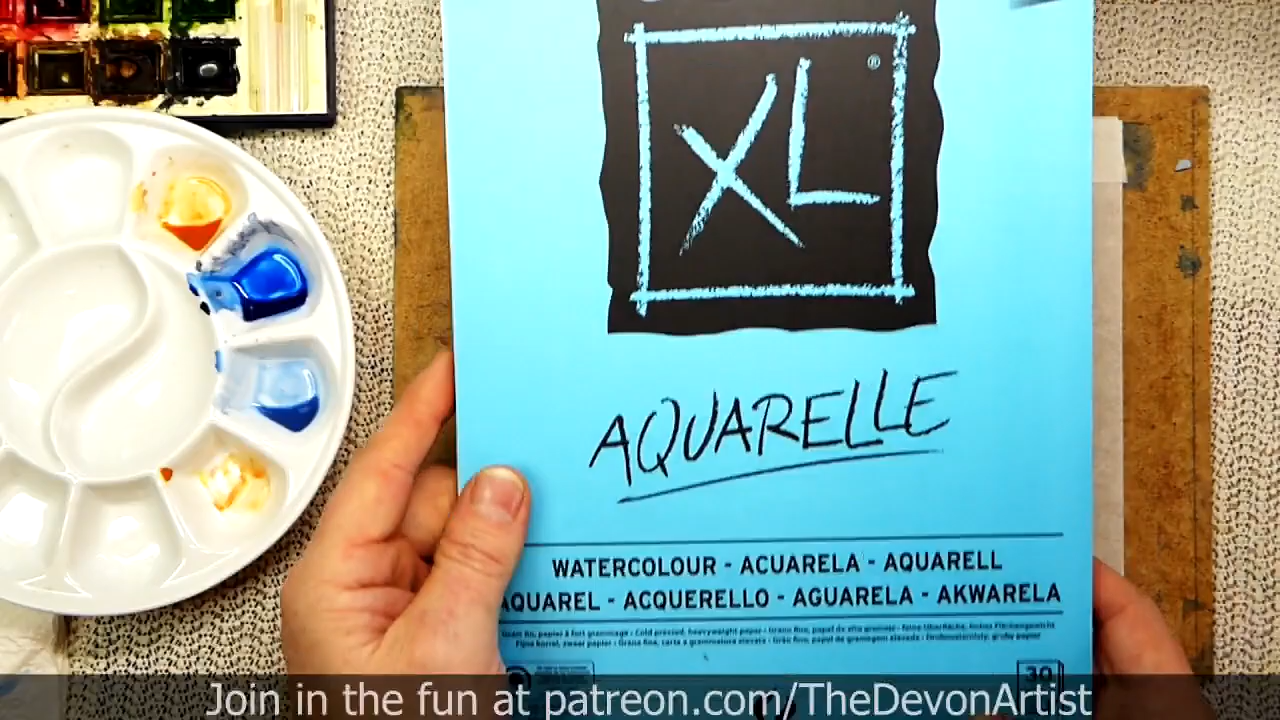 XL
®
AQUARELLE
WATERCOLOUR - ACUARELA - AQUARELL
AQUAREL - ACQUERELLO - AGUARELA - AKWARELA
30
Join in the fun at patreon.com/TheDevonArtist